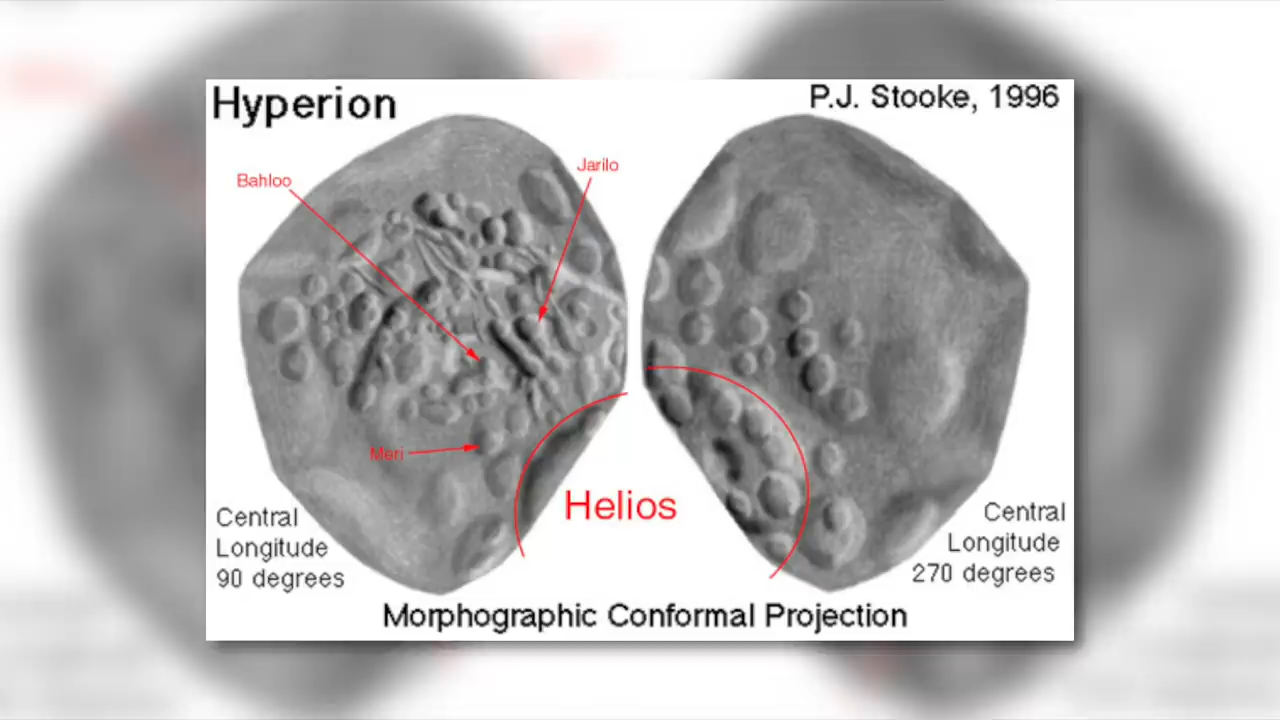 Hyperion
P.J. Stooke, 1996
Bahloo
Jarilo
Meri
Helios
Central
Longitude
90 degrees
Central
Longitude
270 degrees
Morphographic Conformal Projection